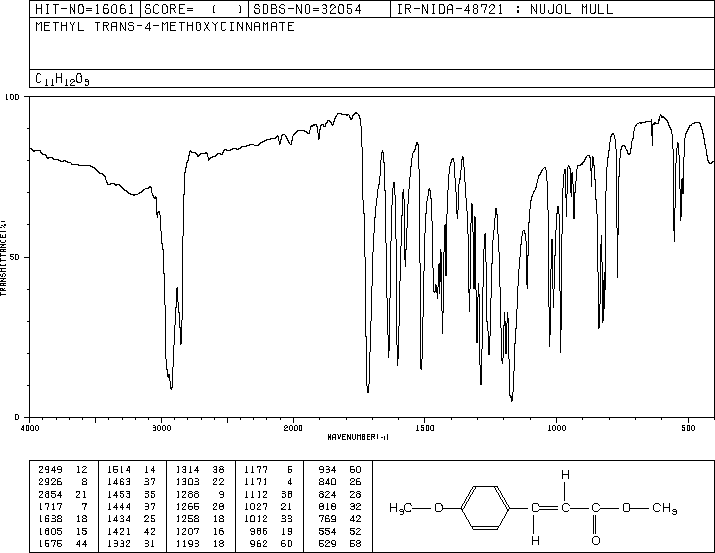 HIT-NO=16061 SCORE= ( ) SDBS-NO=32054 IR-NIDA-48721 : NUJOL MULL
METHYL TRANS-4-METHOXYCINNAMATE
C11H12O3
100
50
0
TRANSMITTANCE(%)
4000 3000 2000 1500 1000 500
WAVENUMBER(-1)
2949 12 1514 14 1314 38 1177 6 934 60
2926 8 1463 37 1303 22 1171 4 840 26
2854 21 1453 35 1288 9 1112 38 824 28
1717 7 1444 37 1266 28 1027 21 818 32
1638 18 1434 25 1258 18 1012 33 769 42
1605 15 1421 42 1207 16 986 19 554 52
1575 44 1332 31 1193 18 962 60 529 58
H
H3C O C C C O CH3
H O